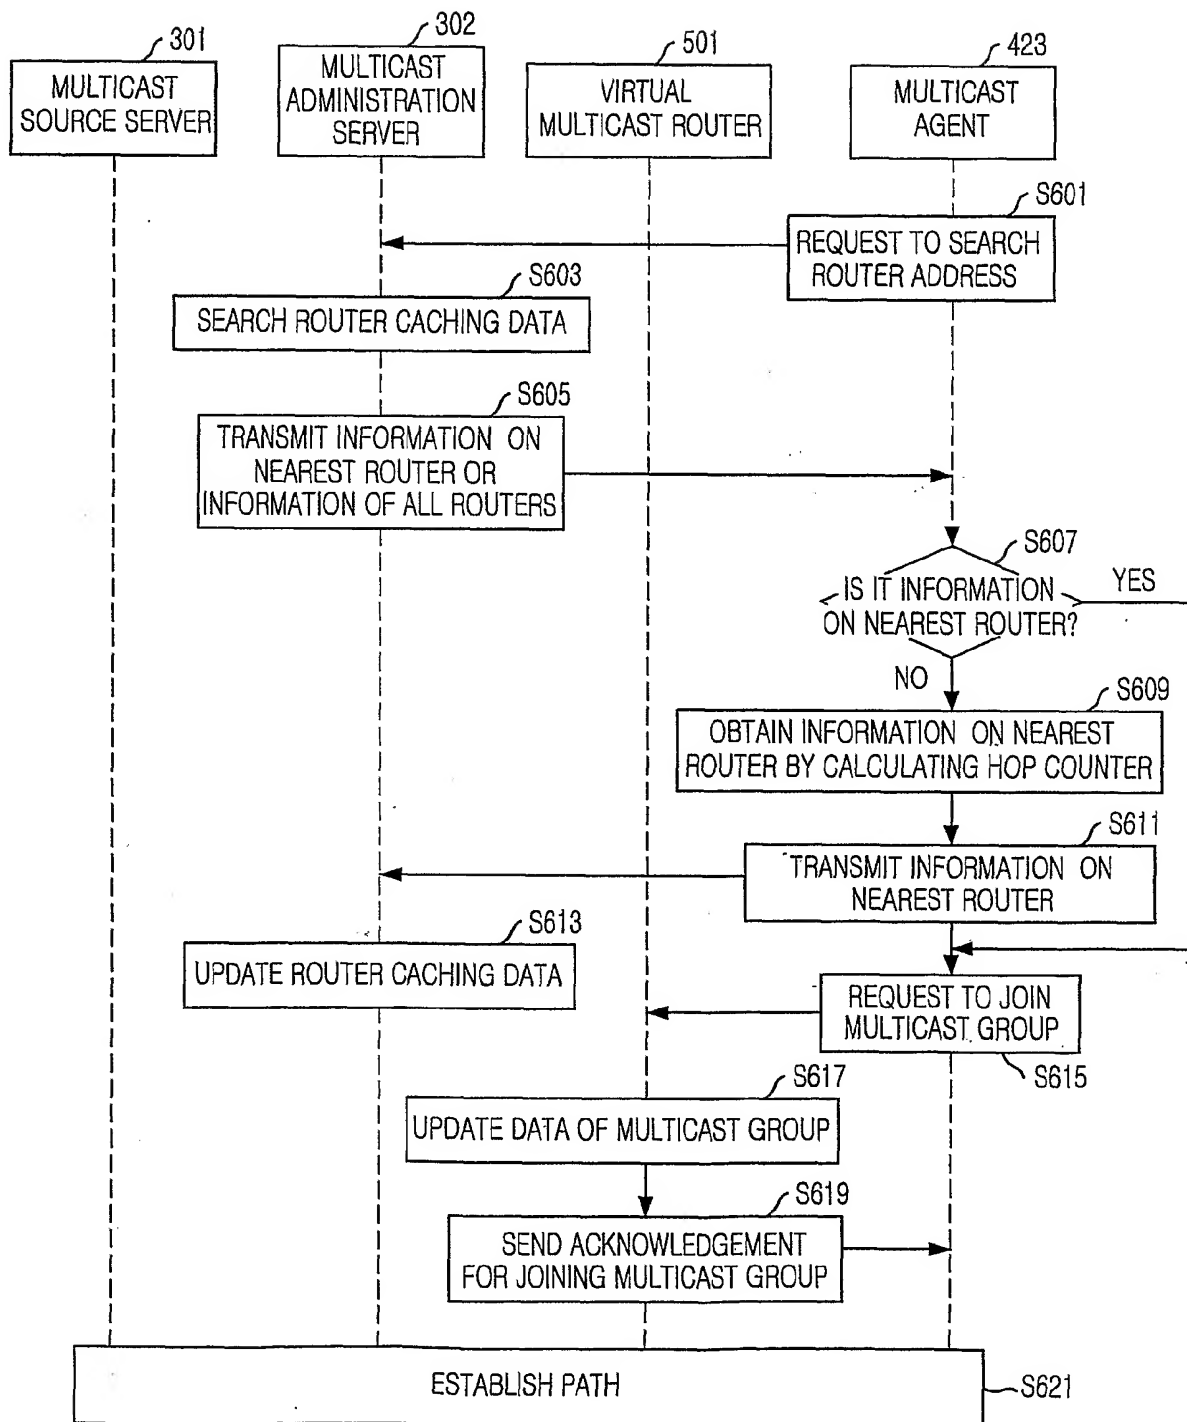 301
302
501
423
MULTICAST
SOURCE SERVER
MULTICAST
ADMINISTRATION
SERVER
VIRTUAL
MULTICAST ROUTER
MULTICAST
AGENT
S601
REQUEST TO SEARCH
ROUTER ADDRESS
S603
SEARCH ROUTER CACHING DATA
S605
TRANSMIT INFORMATION ON
NEAREST ROUTER OR
INFORMATION OF ALL ROUTERS
S607
IS IT INFORMATION
ON NEAREST ROUTER?
YES
NO
S609
OBTAIN INFORMATION ON NEAREST
ROUTER BY CALCULATING HOP COUNTER
S611
TRANSMIT INFORMATION ON
NEAREST ROUTER
S613
UPDATE ROUTER CACHING DATA
REQUEST TO JOIN
MULTICAST GROUP
S615
S617
UPDATE DATA OF MULTICAST GROUP
S619
SEND ACKNOWLEDGEMENT
FOR JOINING MULTICAST GROUP
ESTABLISH PATH
S621